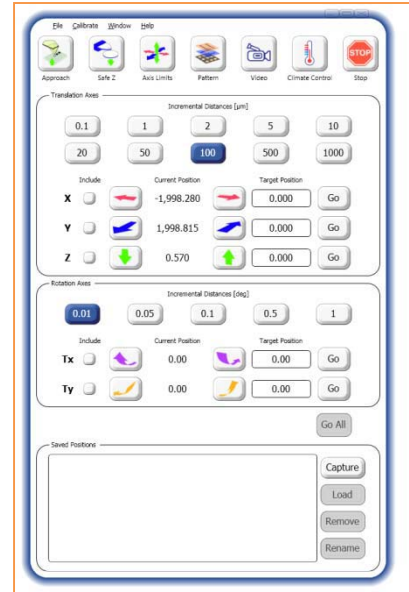 File Calibrate Window Help
STOP
Approach Safe Z Axis Limits Pattern Video Climate Control Stop
Translation Axes
Incremental Distances [µm]
0.1 1 2 5 10
20 50 100 500 1000
Include Current Position Target Position
X -1,998.280 0.000 Go
Y 1,998.815 0.000 Go
Z 0.570 0.000 Go
Rotation Axes
Incremental Distances [deg]
0.01 0.05 0.1 0.5 1
Include Current Position Target Position
Tx 0.00 0.00 Go
Ty 0.00 0.00 Go
Go All
Saved Positions
Capture
Load
Remove
Rename